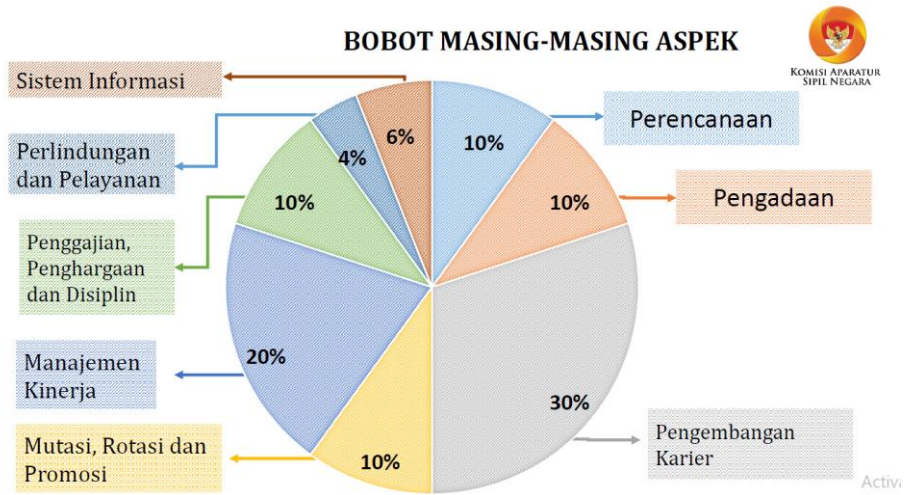 BOBOT MASING-MASING ASPEK
KOMISI APARATUR
SIPIL NEGARA
Sistem Informasi
Perlindungan
dan Pelayanan
Penggajian,
Penghargaan
dan Disiplin
Manajemen
Kinerja
Mutasi, Rotasi dan
Promosi
6%
4%
10%
20%
10%
10%
10%
30%
Perencanaan
Pengadaan
Pengembangan
Karier
Activa